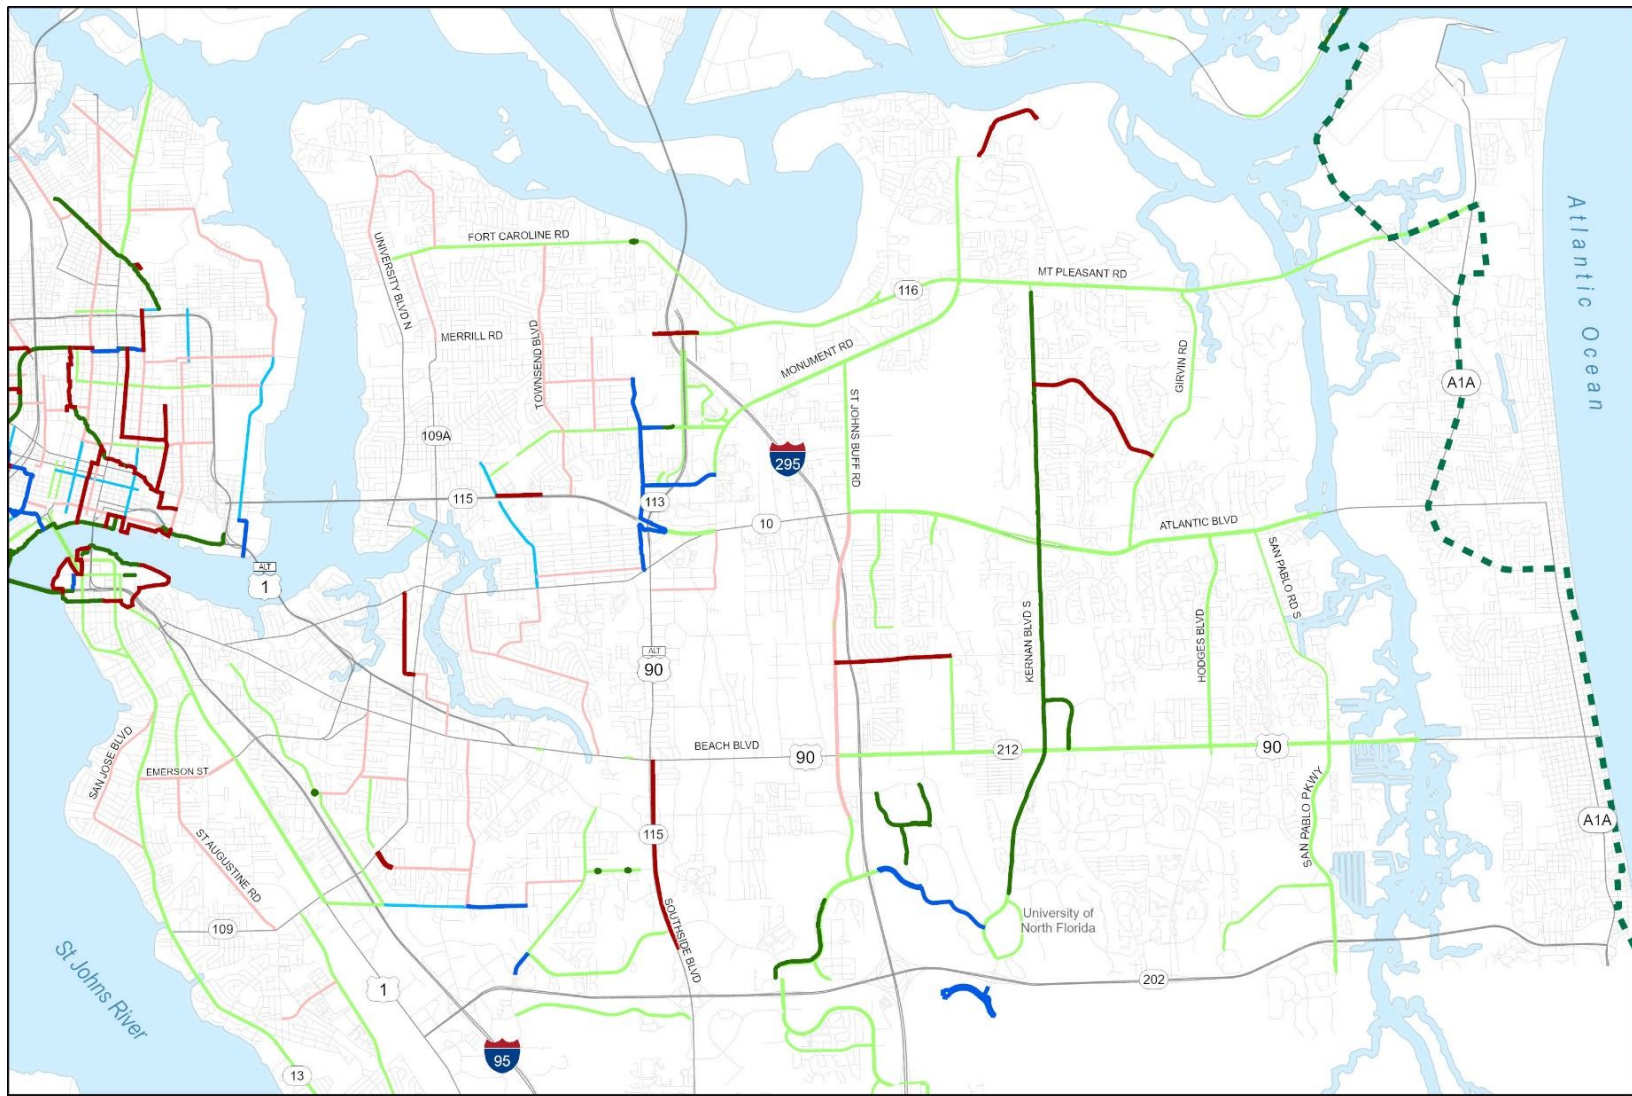 Atlantic Ocean
FORT CAROLINE RD
UNIVERSITY BLVD N
MT PLEASANT RD
116
MERRILL RD
TOWNSEND BLVD
MONUMENT RD
GIRVIN RD
A1A
ST JOHNS BUFF RD
109A
295
115
113
10
ATLANTIC BLVD
SAN PABLO RD S
ALT
1
KERNAN BLVD S
HODGES BLVD
ALT
90
SAN JOSE BLVD
BEACH BLVD
90
212
90
EMERSON ST
SAN PABLO PKWY
A1A
115
ST AUGUSTINE RD
SOUTHSIDE BLVD
University of
North Florida
109
St Johns River
1
202
95
13